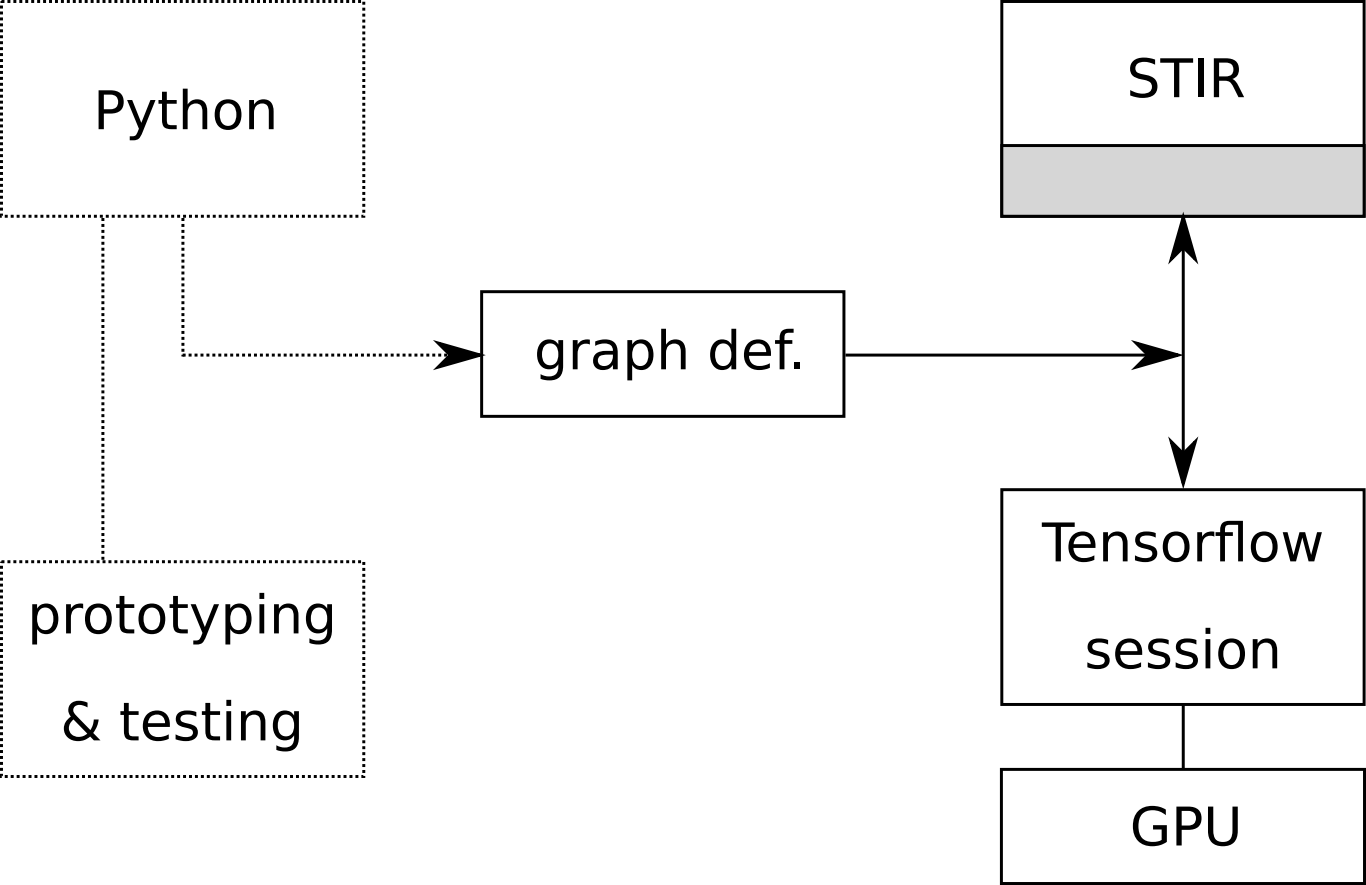 Python
STIR
graph def.
Tensorflow
session
prototyping
& testing
GPU